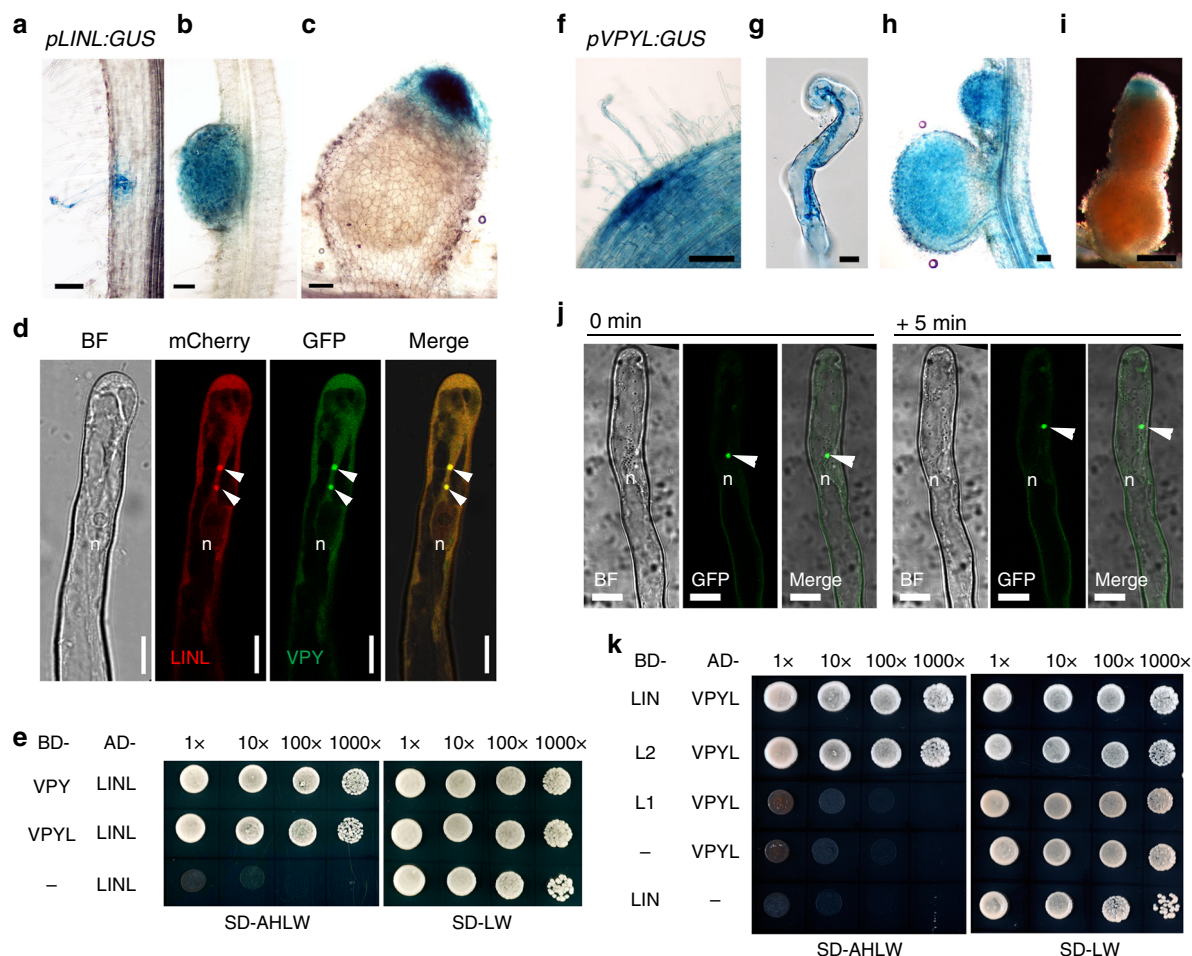 a
b
c
pLINL:GUS
d
BF mCherry GFP Merge
n n n
LINL VPY
e
BD- AD- 1× 10× 100× 1000× 1× 10× 100× 1000×
VPY LINL
VPYL LINL
– LINL
SD-AHLW SD-LW
f
g
h
i
pVPYL:GUS
j
0 min + 5 min
n n n n
BF GFP Merge BF GFP Merge
k
BD- AD- 1× 10× 100× 1000× 1× 10× 100× 1000×
LIN VPYL
L2 VPYL
L1 VPYL
– VPYL
LIN –
SD-AHLW SD-LW